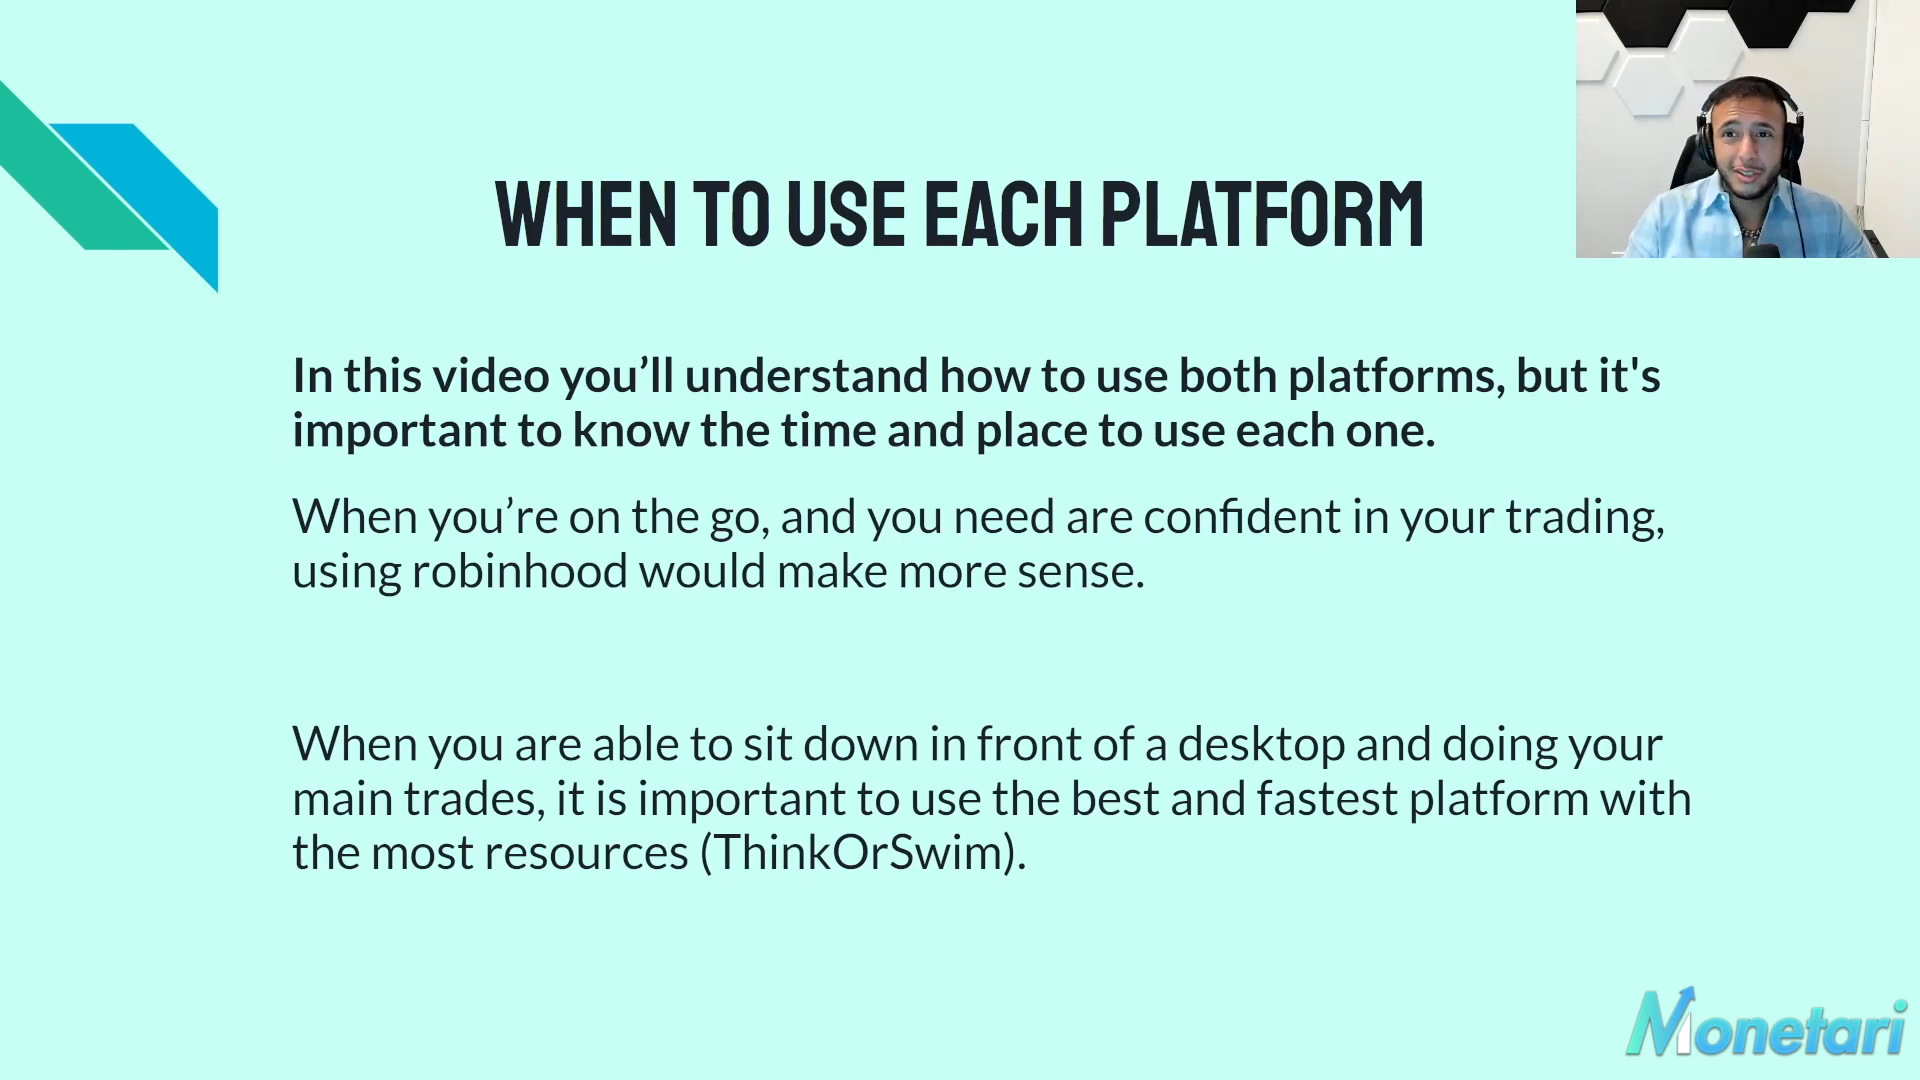 WHEN TO USE EACH PLATFORM
In this video you’ll understand how to use both platforms, but it's
important to know the time and place to use each one.
When you’re on the go, and you need are confident in your trading,
using robinhood would make more sense.
When you are able to sit down in front of a desktop and doing your
main trades, it is important to use the best and fastest platform with
the most resources (ThinkOrSwim).
Monetari